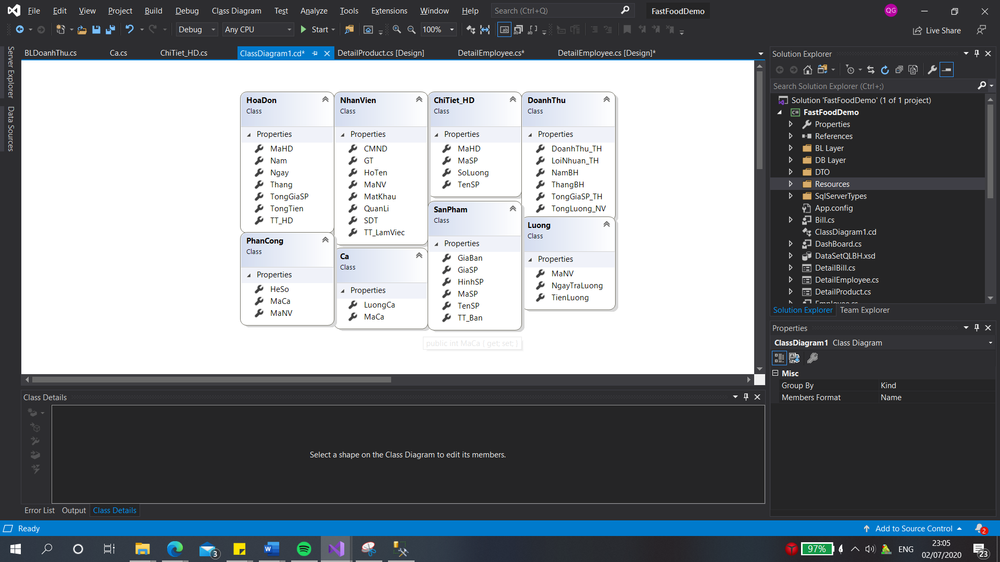 File Edit View Project Build Debug Class Diagram Test Analyze Tools Extensions Window Help Search (Ctrl+Q) FastFoodDemo QG
Debug Any CPU Start 100% Live Share
Server Explorer
Data Sources
BLDoanhThu.cs Ca.cs ChiTiet_HD.cs ClassDiagram1.cd* DetailProduct.cs [Design] DetailEmployee.cs* DetailEmployee.cs [Design]*
HoaDon
Class
Properties
MaHD
Nam
Ngay
Thang
TongGiaSP
TongTien
TT_HD
NhanVien
Class
Properties
CMND
GT
HoTen
MaNV
MatKhau
QuanLi
SDT
TT_LamViec
ChiTiet_HD
Class
Properties
MaHD
MaSP
SoLuong
TenSP
DoanhThu
Class
Properties
DoanhThu_TH
LoiNhuan_TH
NamBH
ThangBH
TongGiaSP_TH
TongLuong_NV
PhanCong
Class
Properties
HeSo
MaCa
MaNV
Ca
Class
Properties
LuongCa
MaCa
SanPham
Class
Properties
GiaBan
GiaSP
HinhSP
MaSP
TenSP
TT_Ban
Luong
Class
Properties
MaNV
NgayTraLuong
TienLuong
public int MaCa { get; set; }
Class Details
Select a shape on the Class Diagram to edit its members.
Error List Output Class Details
Solution Explorer
Search Solution Explorer (Ctrl+;)
Solution 'FastFoodDemo' (1 of 1 project)
C# FastFoodDemo
Properties
References
BL Layer
DB Layer
DTO
Resources
SqlServerTypes
App.config
Bill.cs
ClassDiagram1.cd
DashBoard.cs
DataSetQLBH.xsd
DetailBill.cs
DetailEmployee.cs
DetailProduct.cs
Employee.cs
Solution Explorer Team Explorer
Properties
ClassDiagram1 Class Diagram
Misc
Group By Kind
Members Format Name
Ready Add to Source Control 2
3 97% ENG 23:05
02/07/2020 23